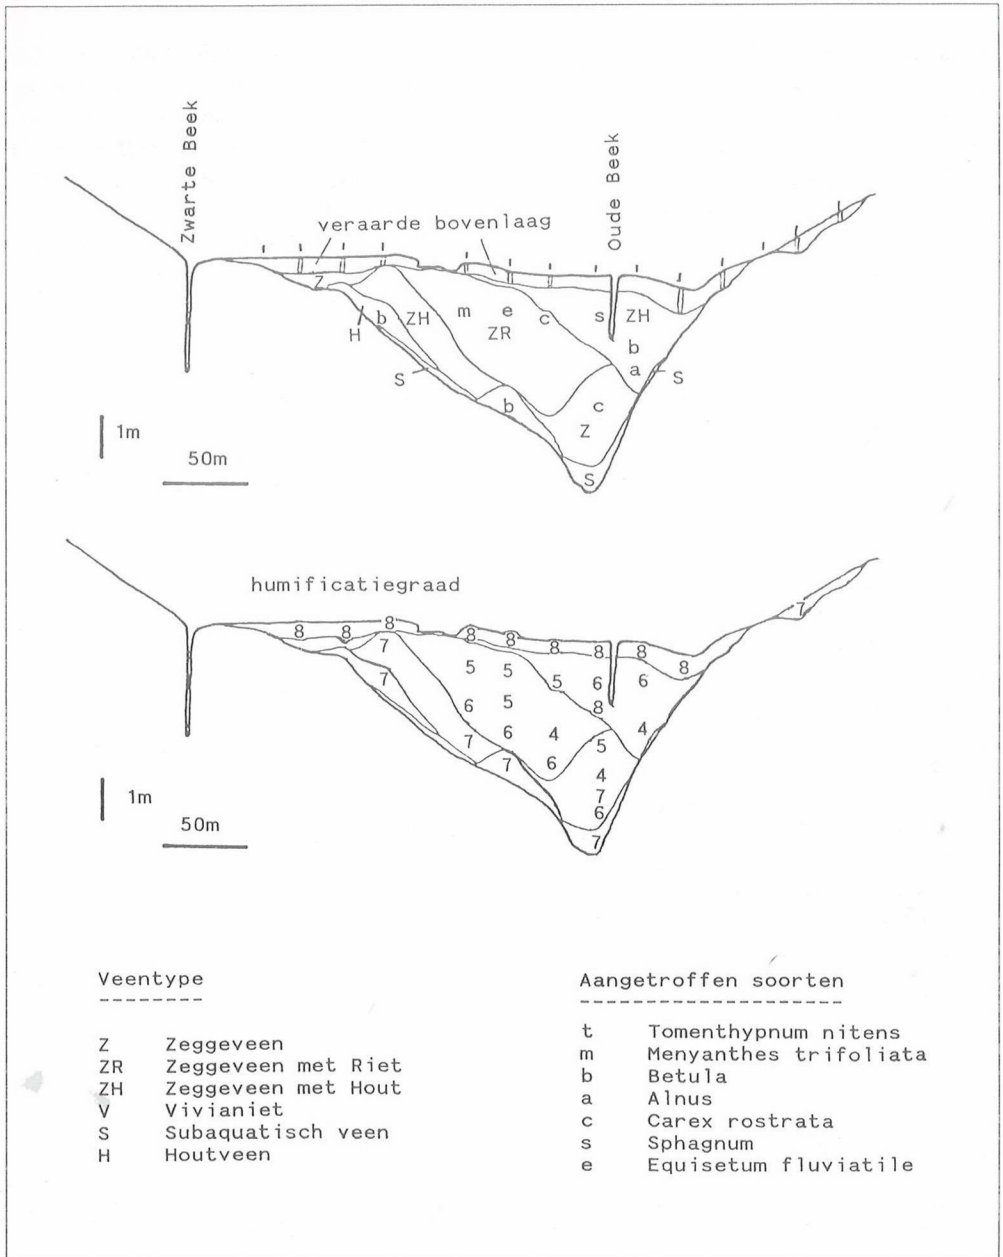 Zwarte Beek
Oude Beek
veraarde bovenlaag
Z
m e c s ZH
H b ZH ZR
b
S a S
b c
Z
S
1m
50m
humificatiegraad
7
8 8 8 8 8 8 8 8
7 8
7 5 5 5 6 6
6 5 8
7 6 4 5 4
7 6 4
7
6
7
1m
50m
Veentype
--------
Z Zeggeveen
ZR Zeggeveen met Riet
ZH Zeggeveen met Hout
V Vivianiet
S Subaquatisch veen
H Houtveen
Aangetroffen soorten
--------------------
t Tomenthypnum nitens
m Menyanthes trifoliata
b Betula
a Alnus
c Carex rostrata
s Sphagnum
e Equisetum fluviatile